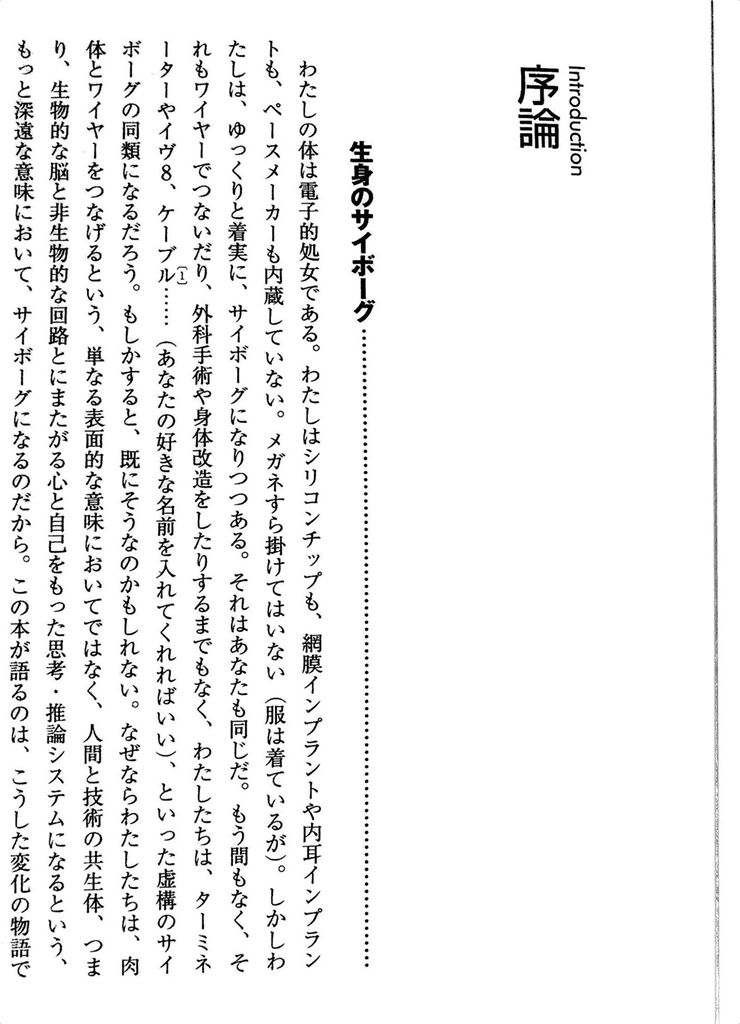 Introduction
序論
生身のサイボーグ……………………………………………………
わたしの体は電子的処女である。わたしはシリコンチップも、網膜インプラントや内耳インプラン
トも、ペースメーカーも内蔵していない。メガネすら掛けてはいない（服は着ているが）。しかしわ
たしは、ゆっくりと着実に、サイボーグになりつつある。それはあなたも同じだ。もう間もなく、そ
れもワイヤーでつないだり、外科手術や身体改造をしたりするまでもなく、わたしたちは、ターミネ
ーターやイヴ8、ケーブル(1)……（あなたの好きな名前を入れてくれればいい）、といった虚構のサイ
ボーグの同類になるだろう。もしかすると、既にそうなのかもしれない。なぜならわたしたちは、肉
体とワイヤーをつなげるという、単なる表面的な意味においてではなく、人間と技術の共生体、つま
り、生物的な脳と非生物的な回路とにまたがる心と自己をもった思考・推論システムになるという、
もっと深遠な意味において、サイボーグになるのだから。この本が語るのは、こうした変化の物語で